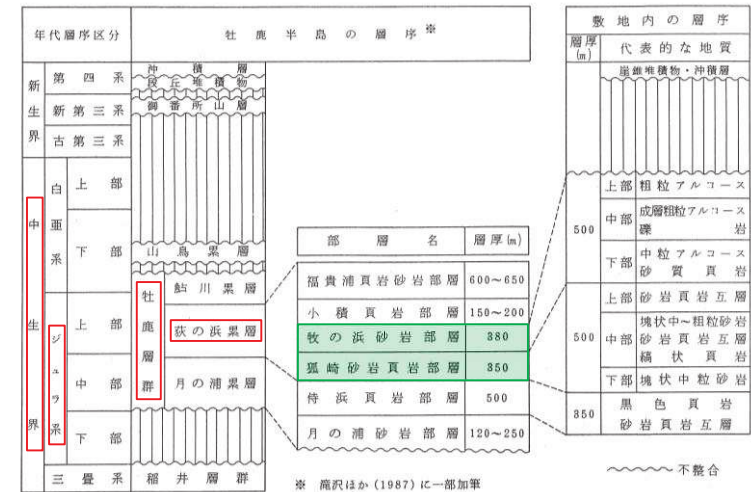 年代層序区分
牡鹿半島の層序※
新生界
第四系
新第三系
古第三系
中生界
白亜系
上部
下部
ジュラ系
上部
中部
下部
三畳系
沖積層
段丘堆積物
御番所山層
山鳥累層
牡鹿層群
鮎川累層
荻の浜累層
月の浦累層
稲井層群
部層名 層厚(m)
福貴浦頁岩砂岩部層 600~650
小積頁岩部層 150~200
牧の浜砂岩部層 380
狐崎砂岩頁岩部層 350
侍浜頁岩部層 500
月の浦砂岩部層 120~250
※ 滝沢ほか(1987)に一部加筆
敷地内の層序
層厚(m) 代表的な地質
崖錐堆積物・沖積層
500
上部 粗粒アルコース
中部 成層粗粒アルコース
礫岩
下部 中粒アルコース
砂質頁岩
500
上部 砂岩頁岩互層
中部 塊状中~粗粒砂岩
砂岩頁岩互層
縞状頁岩
下部 塊状中粒砂岩
850
黒色頁岩
砂岩頁岩互層
不整合